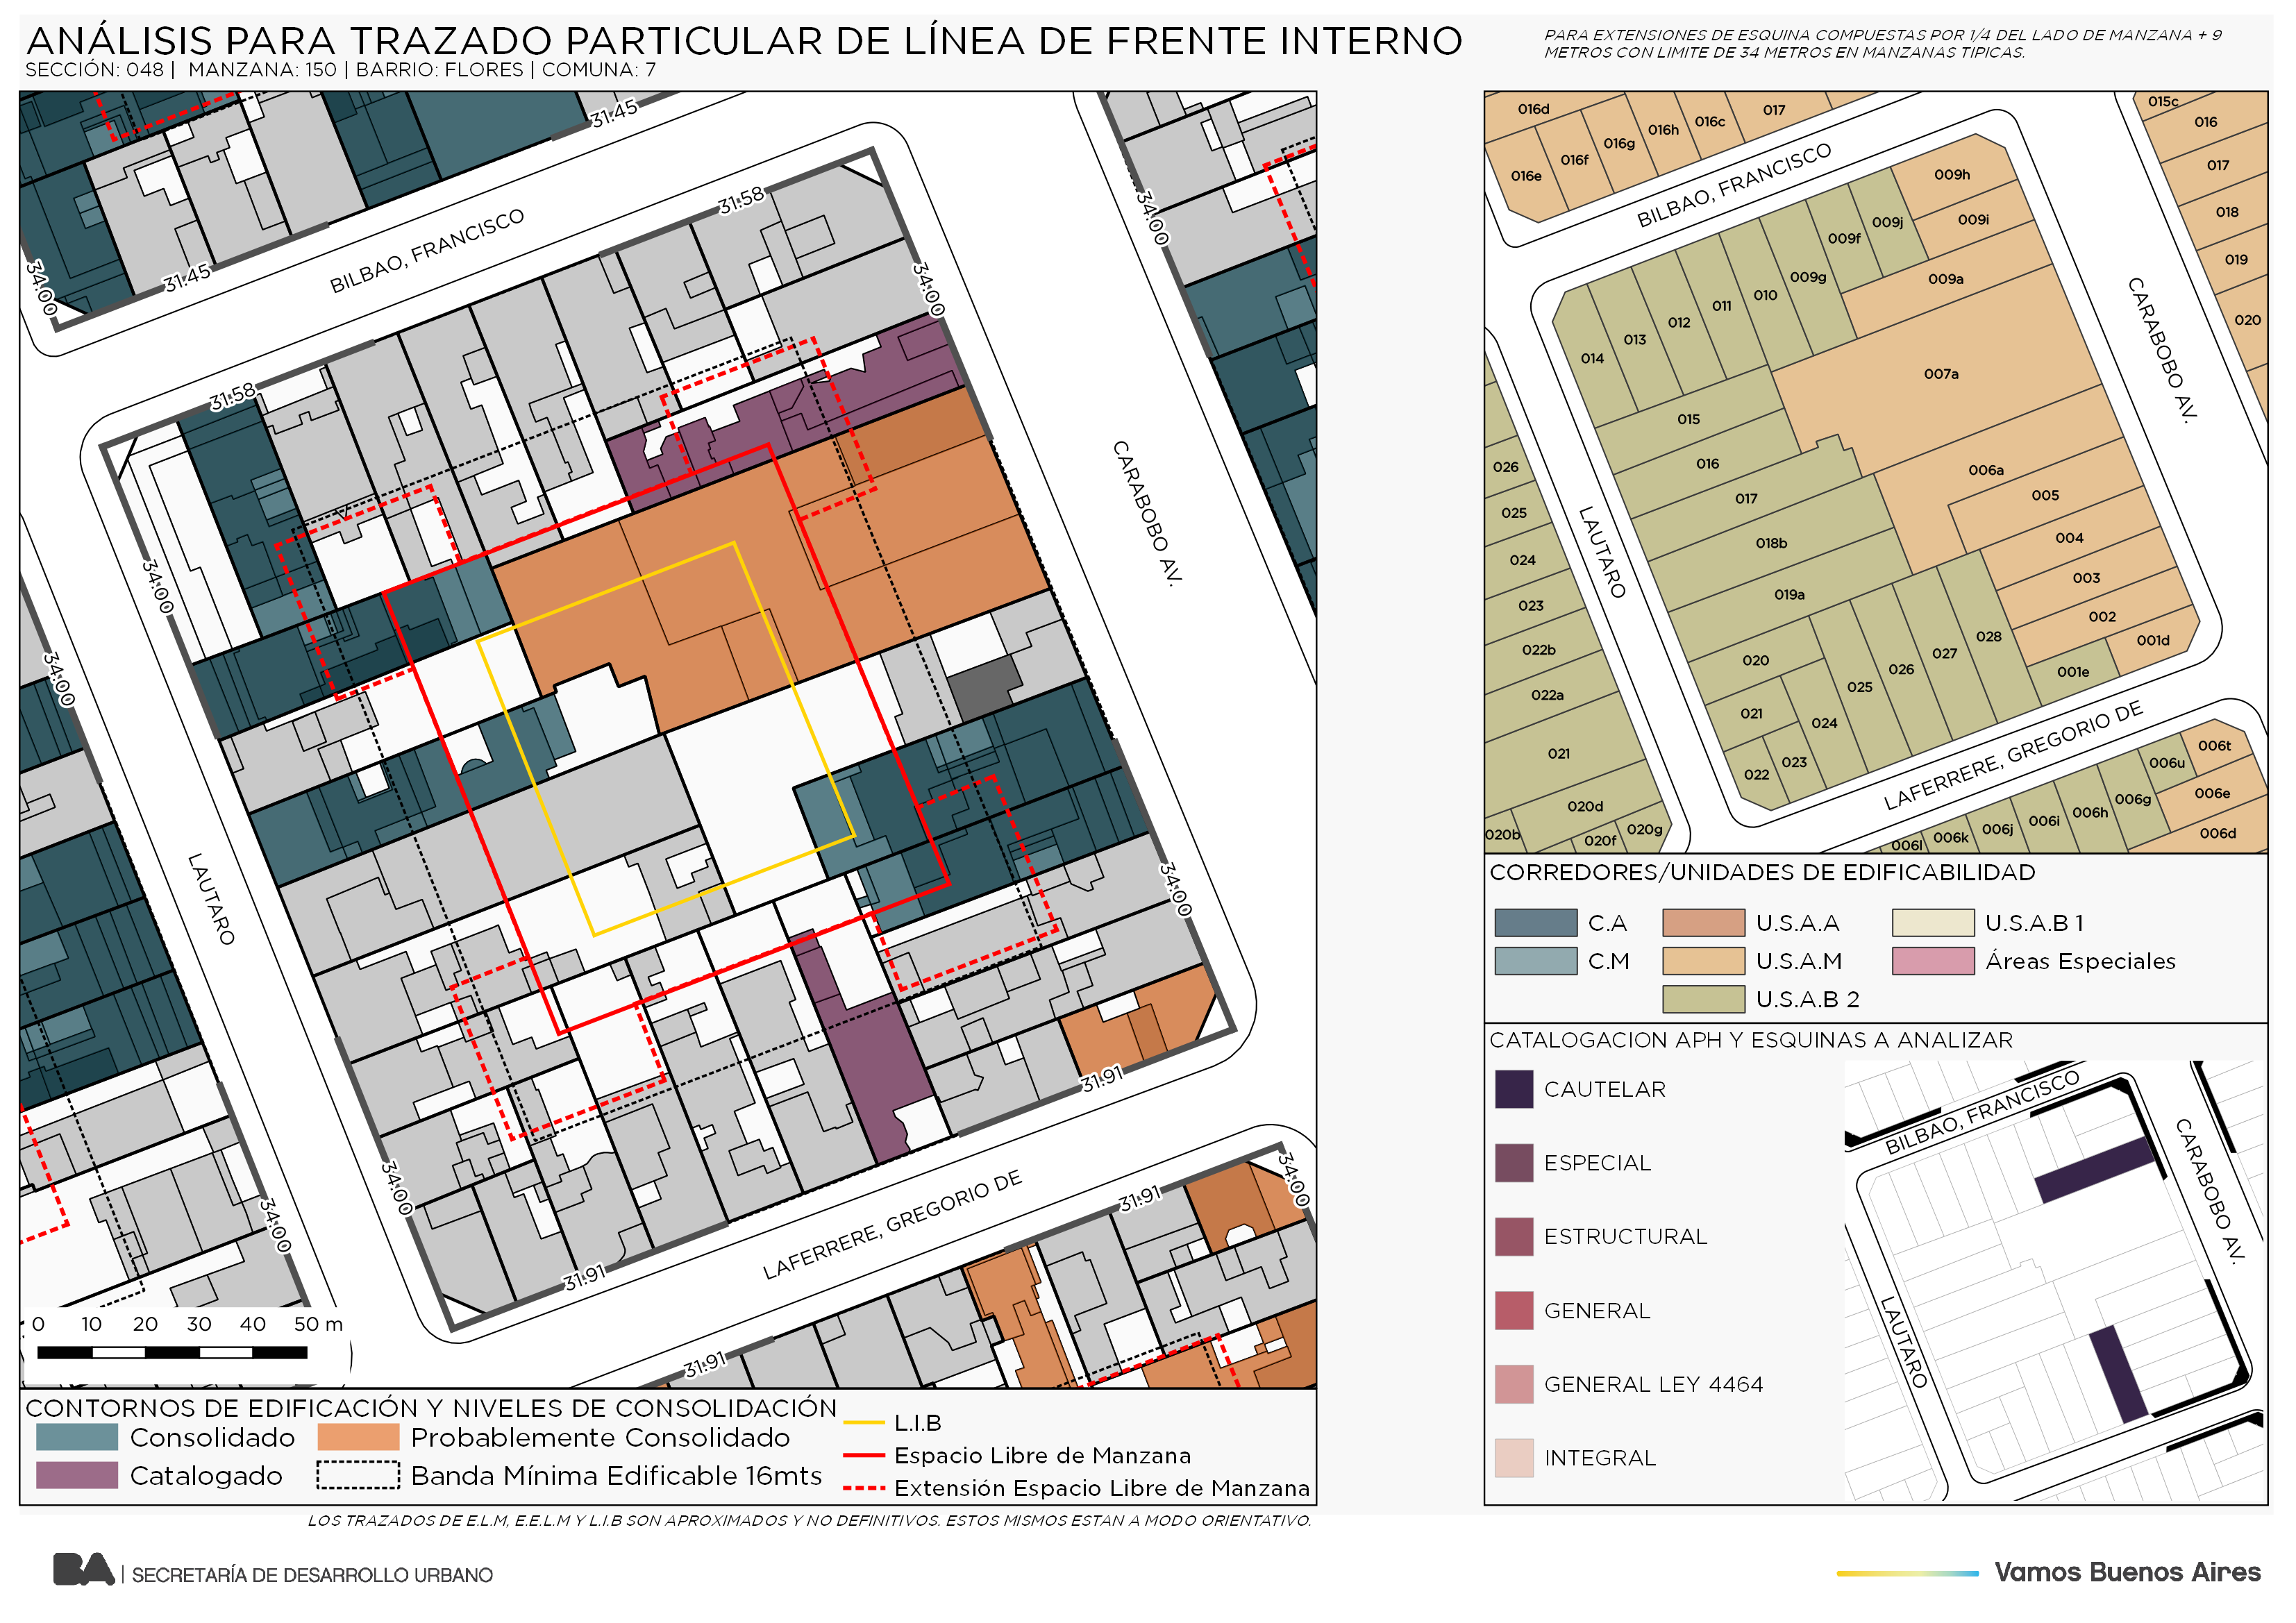 ANÁLISIS PARA TRAZADO PARTICULAR DE LÍNEA DE FRENTE INTERNO
SECCIÓN: 048 | MANZANA: 150 | BARRIO: FLORES | COMUNA: 7
PARA EXTENSIONES DE ESQUINA COMPUESTAS POR 1/4 DEL LADO DE MANZANA + 9
METROS CON LIMITE DE 34 METROS EN MANZANAS TIPICAS.
31.45
31.45
34.00
BILBAO, FRANCISCO
31.58
31.58
34.00
34.00
34.00
34.00
CARABOBO AV.
LAUTARO
34.00
34.00
34.00
31.91
31.91
LAFERRERE, GREGORIO DE
31.91
31.91
34.00
0 10 20 30 40 50 m
CONTORNOS DE EDIFICACIÓN Y NIVELES DE CONSOLIDACIÓN
Consolidado
Probablemente Consolidado
Catalogado
Banda Mínima Edificable 16mts
L.I.B
Espacio Libre de Manzana
Extensión Espacio Libre de Manzana
LOS TRAZADOS DE E.L.M, E.E.L.M Y L.I.B SON APROXIMADOS Y NO DEFINITIVOS. ESTOS MISMOS ESTAN A MODO ORIENTATIVO.
016d
016e
016f
016g
016h
016c
017
015c
016
017
018
019
020
BILBAO, FRANCISCO
CARABOBO AV.
LAUTARO
LAFERRERE, GREGORIO DE
009h
009i
009j
009f
009a
009g
010
011
012
013
014
007a
015
016
017
018b
019a
006a
005
004
003
002
001d
001e
020
021
022
023
024
025
026
027
028
026
025
024
023
022b
022a
021
020d
020b
020f
020g
006l
006k
006j
006i
006h
006g
006u
006t
006e
006d
CORREDORES/UNIDADES DE EDIFICABILIDAD
C.A
U.S.A.A
U.S.A.B 1
C.M
U.S.A.M
Áreas Especiales
U.S.A.B 2
CATALOGACION APH Y ESQUINAS A ANALIZAR
CAUTELAR
ESPECIAL
ESTRUCTURAL
GENERAL
GENERAL LEY 4464
INTEGRAL
BILBAO, FRANCISCO
CARABOBO AV.
LAUTARO
BA | SECRETARÍA DE DESARROLLO URBANO
Vamos Buenos Aires